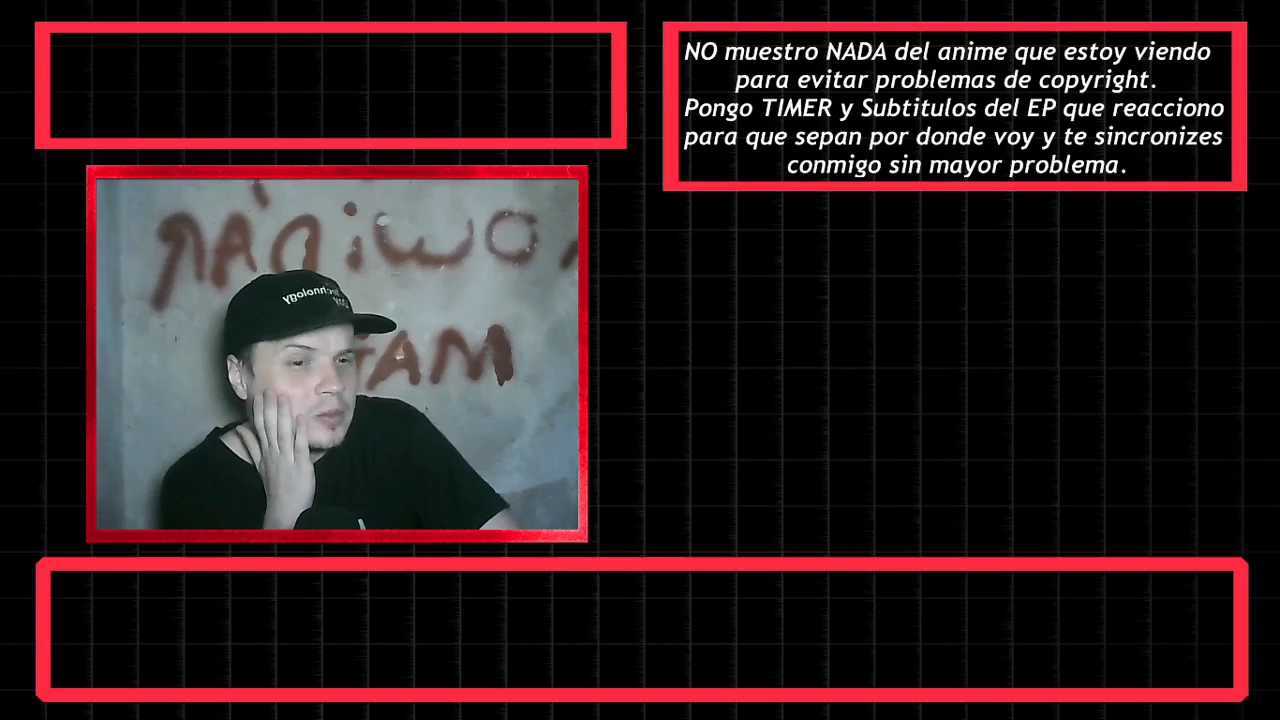 NO muestro NADA del anime que estoy viendo
para evitar problemas de copyright.
Pongo TIMER y Subtitulos del EP que reacciono
para que sepan por donde voy y te sincronizes
conmigo sin mayor problema.